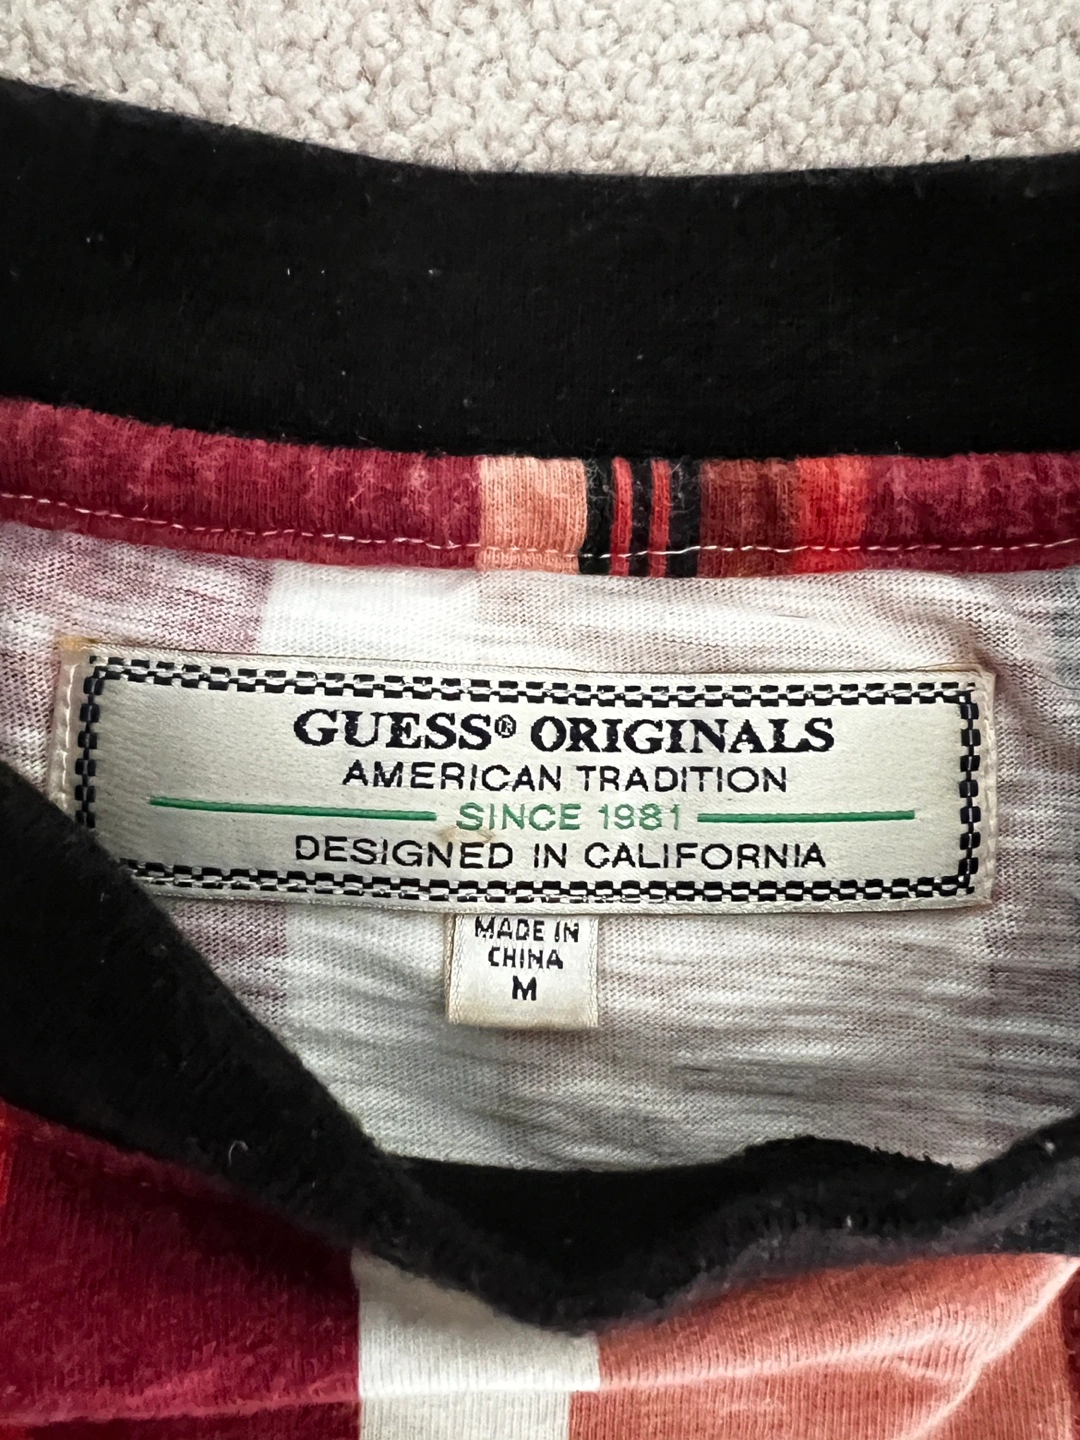 GUESS® ORIGINALS
AMERICAN TRADITION
SINCE 1981
DESIGNED IN CALIFORNIA
MADE IN
CHINA
M